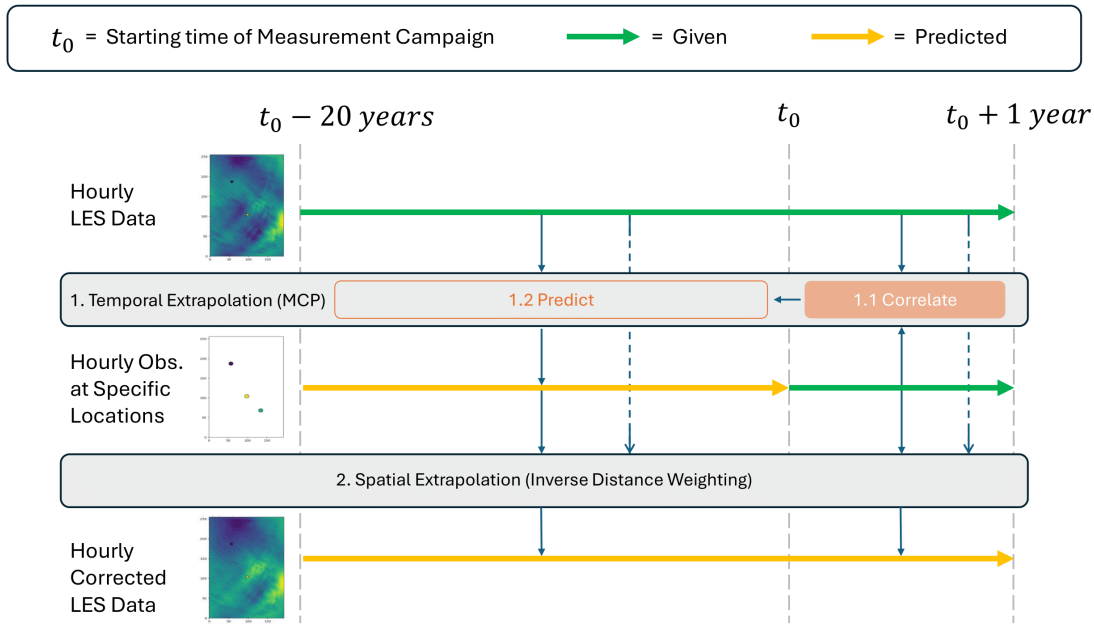 t₀ = Starting time of Measurement Campaign = Given = Predicted
t₀ − 20 years t₀ t₀ + 1 year
Hourly
LES Data
1. Temporal Extrapolation (MCP) 1.2 Predict 1.1 Correlate
Hourly Obs.
at Specific
Locations
2. Spatial Extrapolation (Inverse Distance Weighting)
Hourly
Corrected
LES Data